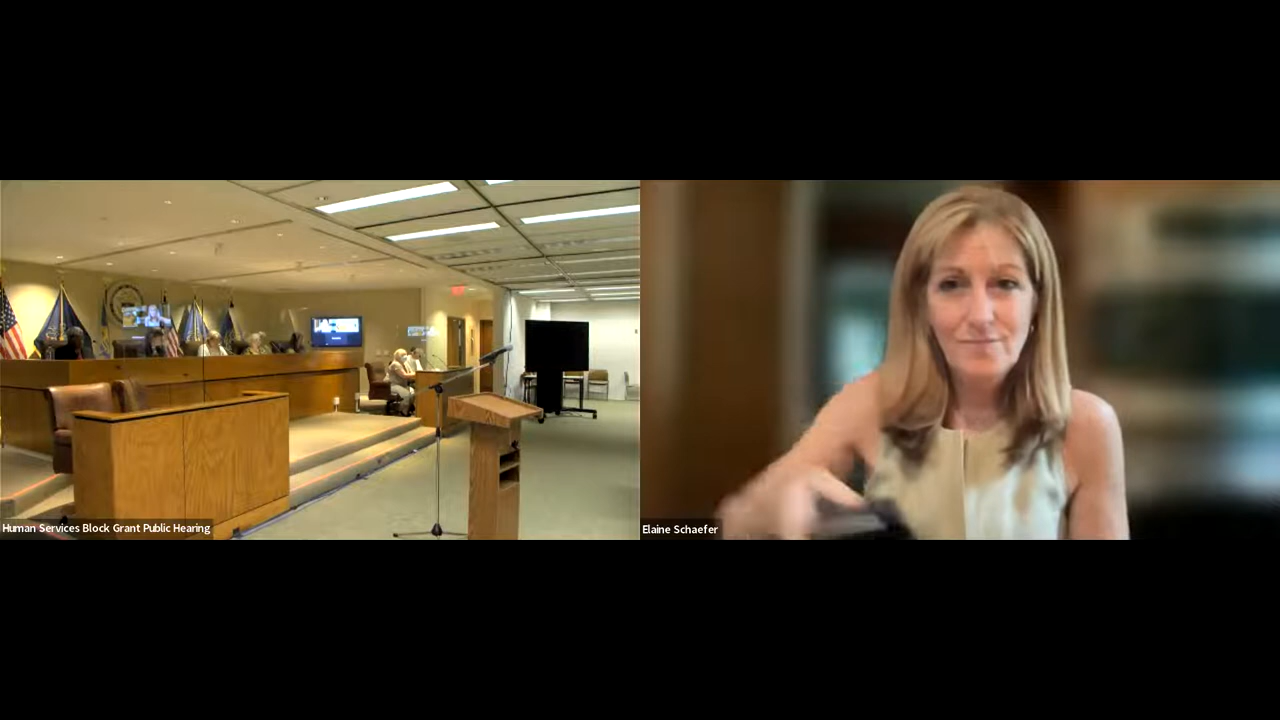 Human Services Block Grant Public Hearing
Elaine Schaefer